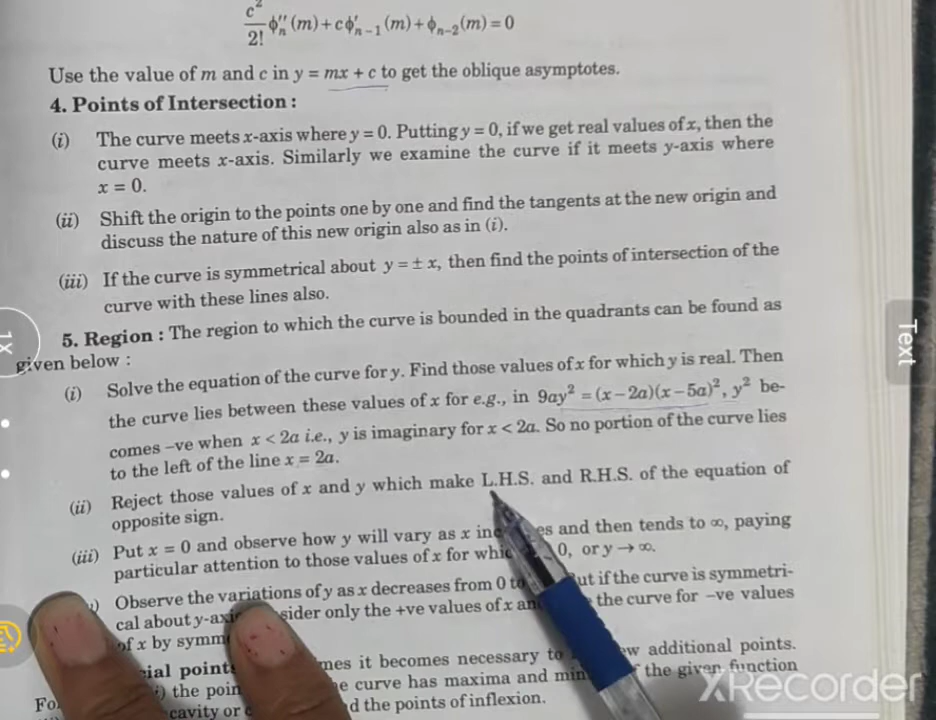 c²/2! ϕ″ₙ (m) + c ϕ′ₙ₋₁ (m) + ϕₙ₋₂ (m) = 0
Use the value of m and c in y = mx + c to get the oblique asymptotes.
4. Points of Intersection :
(i) The curve meets x-axis where y = 0. Putting y = 0, if we get real values of x, then the
curve meets x-axis. Similarly we examine the curve if it meets y-axis where
x = 0.
(ii) Shift the origin to the points one by one and find the tangents at the new origin and
discuss the nature of this new origin also as in (i).
(iii) If the curve is symmetrical about y = ± x, then find the points of intersection of the
curve with these lines also.
5. Region : The region to which the curve is bounded in the quadrants can be found as
given below :
(i) Solve the equation of the curve for y. Find those values of x for which y is real. Then
the curve lies between these values of x for e.g., in 9ay² = (x – 2a)(x – 5a)², y² be-
comes –ve when x < 2a i.e., y is imaginary for x < 2a. So no portion of the curve lies
to the left of the line x = 2a.
(ii) Reject those values of x and y which make L.H.S. and R.H.S. of the equation of
opposite sign.
(iii) Put x = 0 and observe how y will vary as x inc es and then tends to ∞, paying
particular attention to those values of x for whic 0, or y → ∞.
) Observe the variations of y as x decreases from 0 to ut if the curve is symmetri-
cal about y-axi sider only the +ve values of x an the curve for –ve values
of x by symm
cial point mes it becomes necessary to w additional points.
Fo ) the poin e curve has maxima and min the given function
cavity or d the points of inflexion.
Text
1x
XRecorder